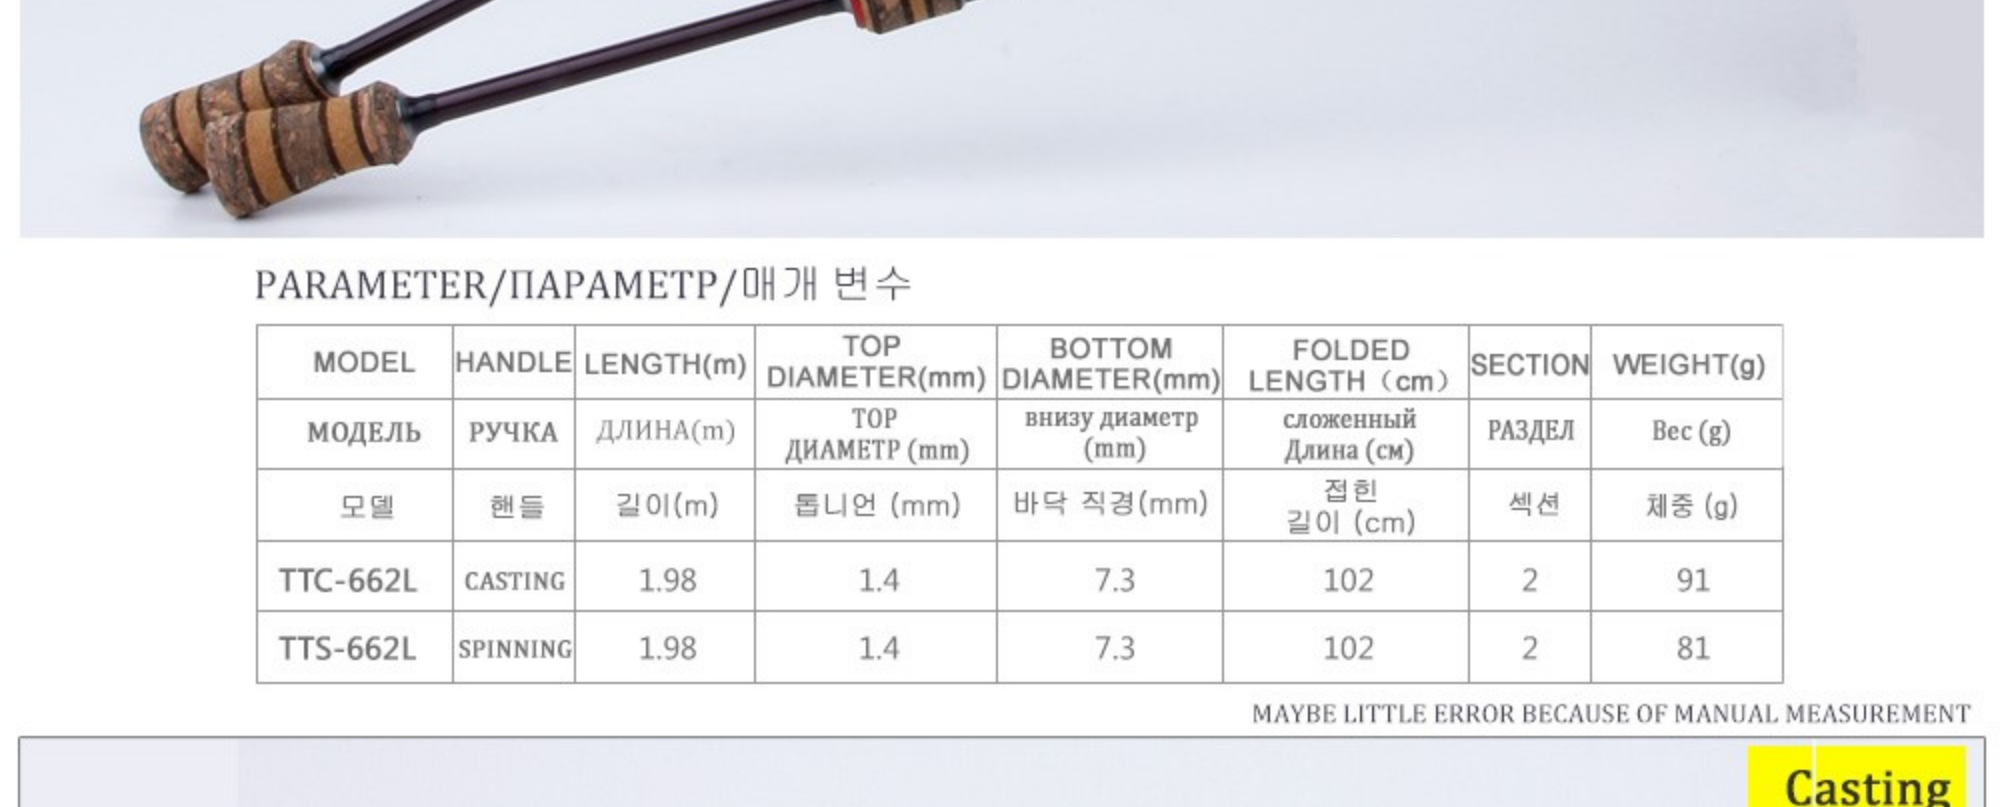 PARAMETER/ПАРАМЕТР/매개 변수
MODEL HANDLE LENGTH(m) TOP DIAMETER(mm) BOTTOM DIAMETER(mm) FOLDED LENGTH（cm） SECTION WEIGHT(g)
МОДЕЛЬ РУЧКА ДЛИНА(m) TOP ДИАМЕТР (mm) внизу диаметр (mm) сложенный Длина (см) РАЗДЕЛ Вес (g)
모델 핸들 길이(m) 톱니언 (mm) 바닥 직경(mm) 접힌 길이 (cm) 섹션 체중 (g)
TTC-662L CASTING 1.98 1.4 7.3 102 2 91
TTS-662L SPINNING 1.98 1.4 7.3 102 2 81
MAYBE LITTLE ERROR BECAUSE OF MANUAL MEASUREMENT
Casting